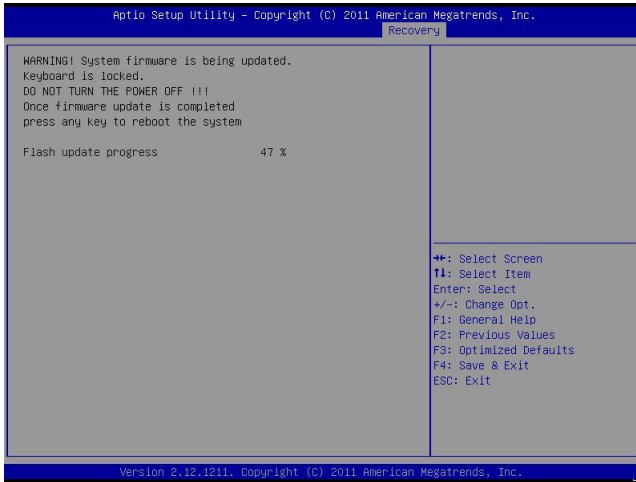 Aptio Setup Utility – Copyright (C) 2011 American Megatrends, Inc.
Recovery
WARNING! System firmware is being updated.
Keyboard is locked.
DO NOT TURN THE POWER OFF !!!
Once firmware update is completed
press any key to reboot the system
Flash update progress 47 %
→←: Select Screen
↑↓: Select Item
Enter: Select
+/-: Change Opt.
F1: General Help
F2: Previous Values
F3: Optimized Defaults
F4: Save & Exit
ESC: Exit
Version 2.12.1211. Copyright (C) 2011 American Megatrends, Inc.